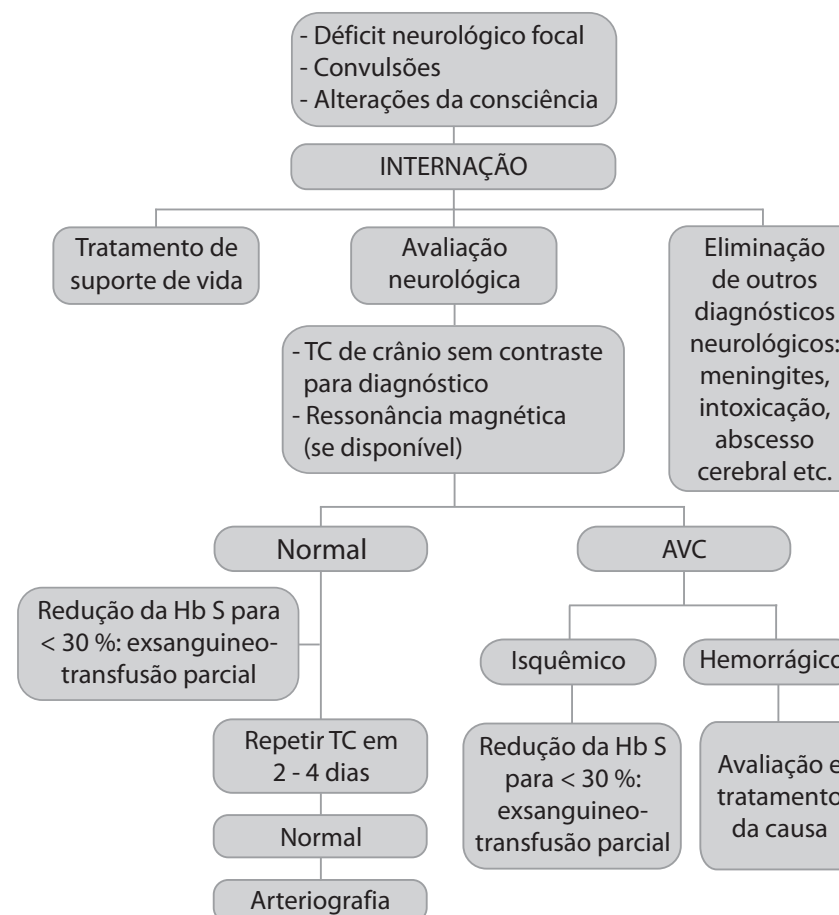 - Déficit neurológico focal
- Convulsões
- Alterações da consciência
INTERNAÇÃO
Tratamento de
suporte de vida
Avaliação
neurológica
Eliminação
de outros
diagnósticos
neurológicos:
meningites,
intoxicação,
abscesso
cerebral etc.
- TC de crânio sem contraste
para diagnóstico
- Ressonância magnética
(se disponível)
Normal
AVC
Redução da Hb S para
< 30 %: exsanguineo-
transfusão parcial
Isquêmico
Hemorrágico
Repetir TC em
2 - 4 dias
Redução da Hb S
para < 30 %:
exsanguineo-
transfusão parcial
Avaliação e
tratamento
da causa
Normal
Arteriografia